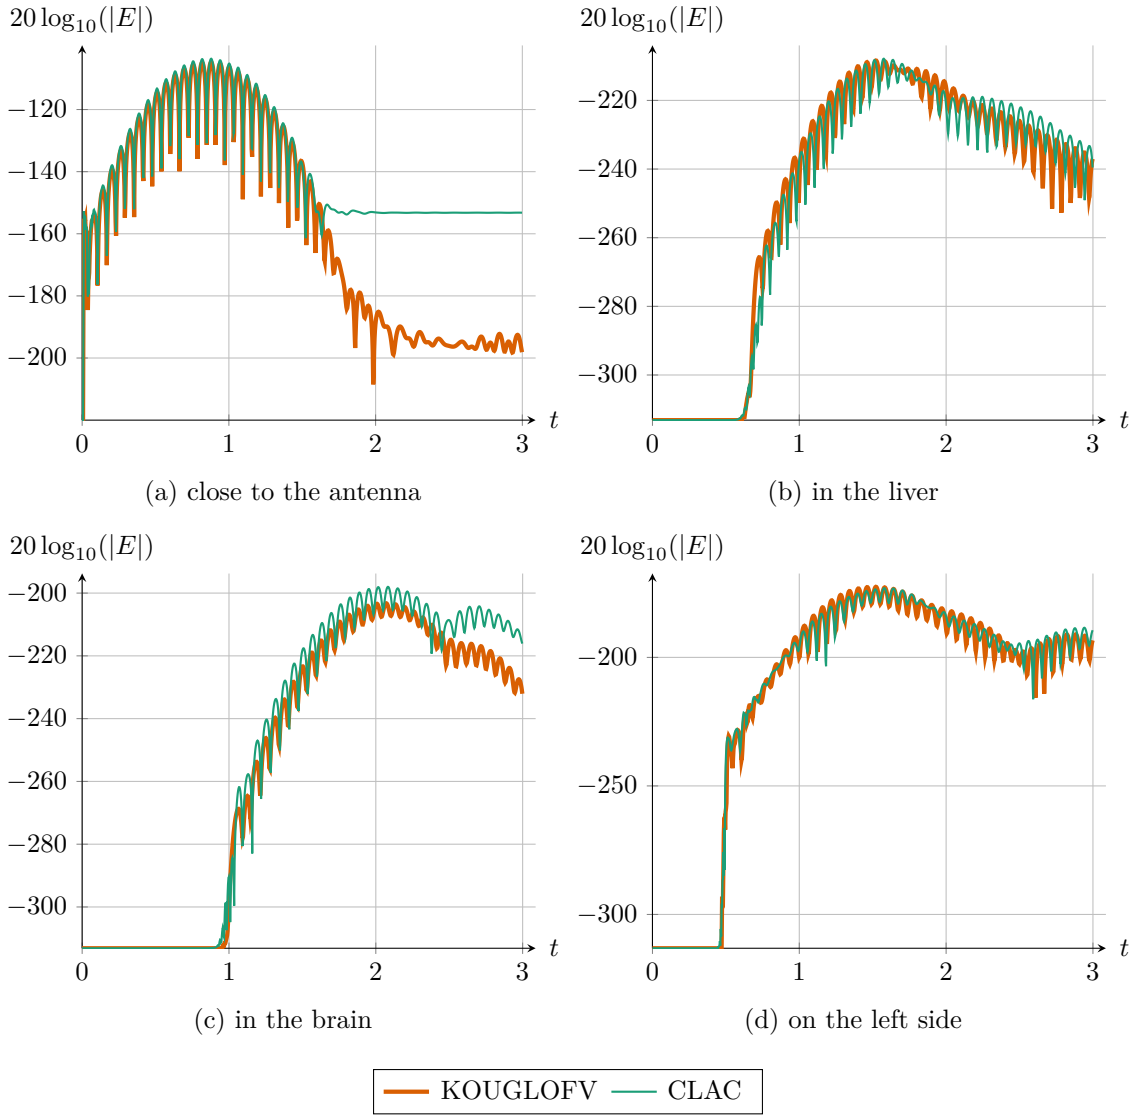 20 log₁₀(|E|)
−120
−140
−160
−180
−200
0 1 2 3 t
(a) close to the antenna
20 log₁₀(|E|)
−220
−240
−260
−280
−300
0 1 2 3 t
(b) in the liver
20 log₁₀(|E|)
−200
−220
−240
−260
−280
−300
0 1 2 3 t
(c) in the brain
20 log₁₀(|E|)
−200
−250
−300
0 1 2 3 t
(d) on the left side
KOUGLOFV CLAC